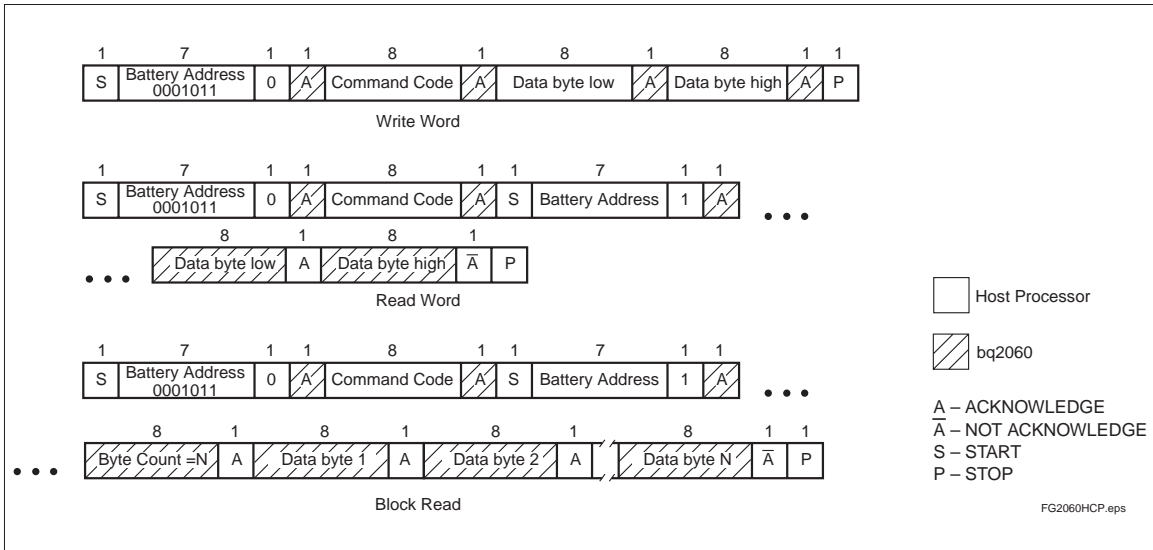 1 7 1 1 8 1 8 1 8 1 1
S Battery Address 0001011 0 A Command Code A Data byte low A Data byte high A P
Write Word
1 7 1 1 8 1 1 7 1 1
S Battery Address 0001011 0 A Command Code A S Battery Address 1 A • • •
8 1 8 1
• • • Data byte low A Data byte high A̅ P
Read Word
1 7 1 1 8 1 1 7 1 1
S Battery Address 0001011 0 A Command Code A S Battery Address 1 A • • •
8 1 8 1 8 1 8 1 1
• • • Byte Count =N A Data byte 1 A Data byte 2 A Data byte N A̅ P
Block Read
Host Processor
bq2060
A – ACKNOWLEDGE
A̅ – NOT ACKNOWLEDGE
S – START
P – STOP
FG2060HCP.eps